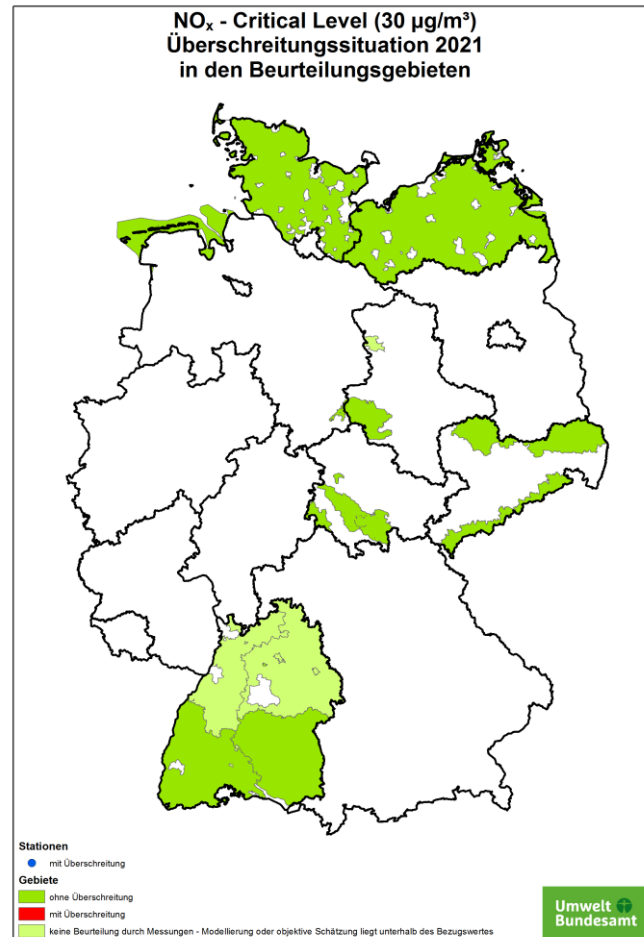 NOₓ - Critical Level (30 µg/m³)
Überschreitungssituation 2021
in den Beurteilungsgebieten
Stationen
mit Überschreitung
Gebiete
ohne Überschreitung
mit Überschreitung
keine Beurteilung durch Messungen - Modellierung oder objektive Schätzung liegt unterhalb des Bezugswertes
Umwelt
Bundesamt